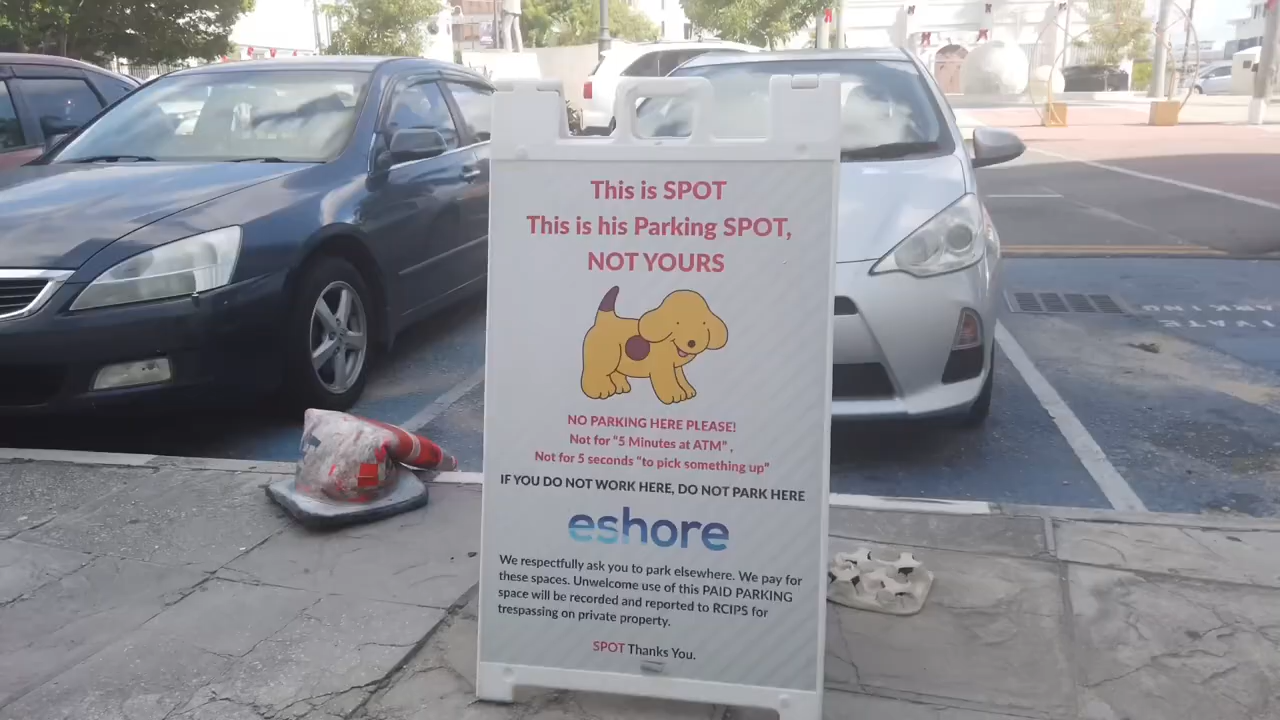 This is SPOT
This is his Parking SPOT,
NOT YOURS
NO PARKING HERE PLEASE!
Not for "5 Minutes at ATM",
Not for 5 seconds "to pick something up"
IF YOU DO NOT WORK HERE, DO NOT PARK HERE
eshore
We respectfully ask you to park elsewhere. We pay for
these spaces. Unwelcome use of this PAID PARKING
space will be recorded and reported to RCIPS for
trespassing on private property.
SPOT Thanks You.